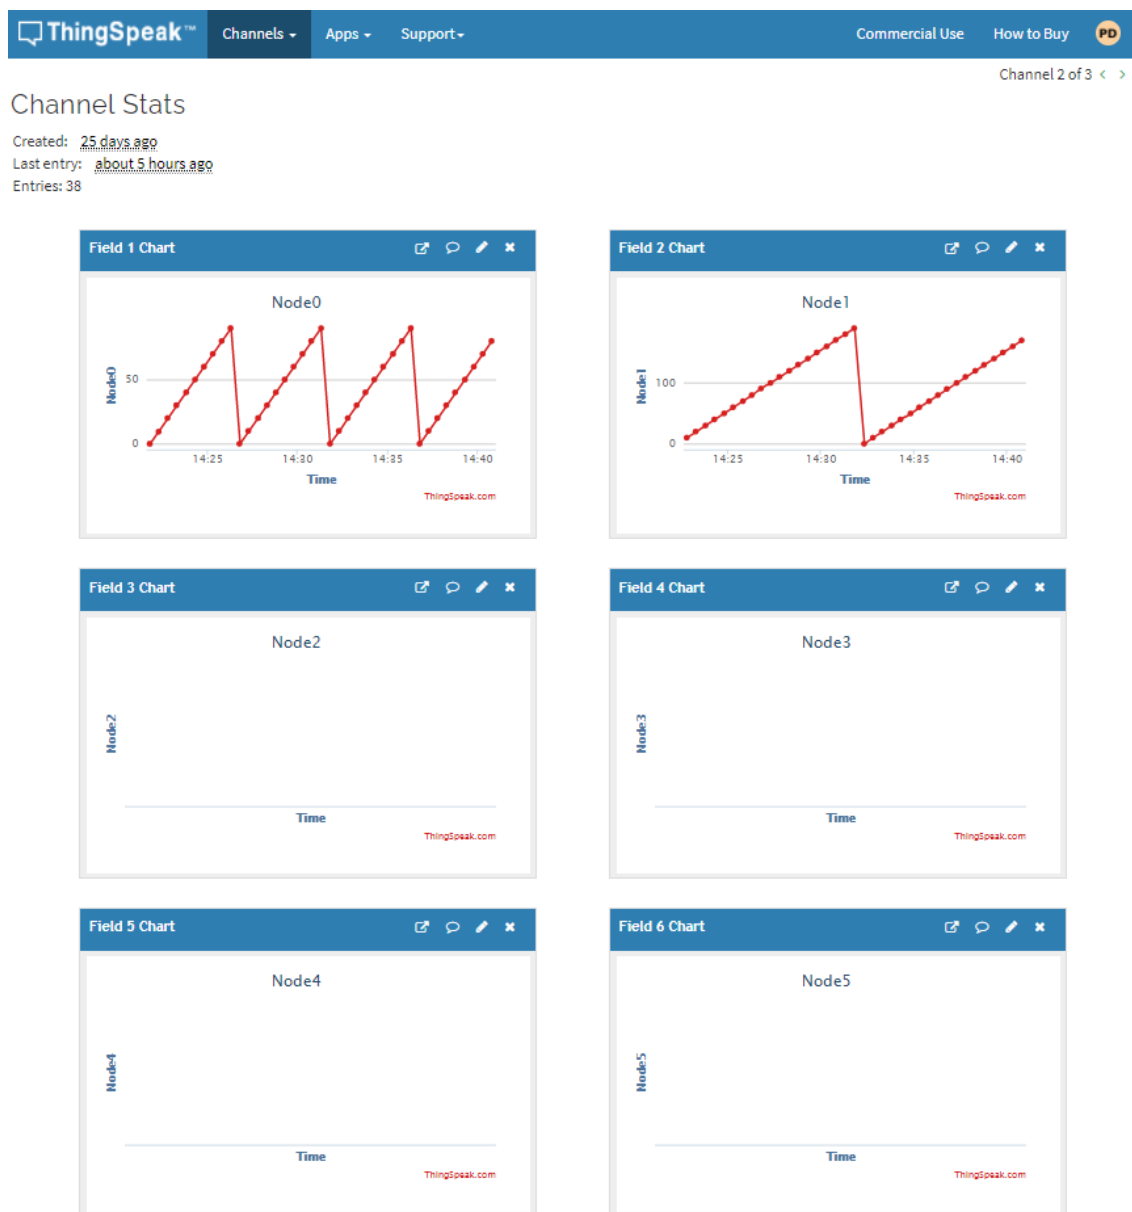 ThingSpeak™ Channels Apps Support Commercial Use How to Buy PD
Channel 2 of 3 < >
Channel Stats
Created: 25 days ago
Last entry: about 5 hours ago
Entries: 38
Field 1 Chart
Node0
Node0
50
0
14:25 14:30 14:35 14:40
Time
ThingSpeak.com
Field 2 Chart
Node1
Node1
100
0
14:25 14:30 14:35 14:40
Time
ThingSpeak.com
Field 3 Chart
Node2
Node2
Time
ThingSpeak.com
Field 4 Chart
Node3
Node3
Time
ThingSpeak.com
Field 5 Chart
Node4
Node4
Time
ThingSpeak.com
Field 6 Chart
Node5
Node5
Time
ThingSpeak.com